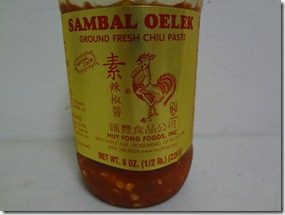 SAMBAL OELEK
GROUND FRESH CHILI PASTE
素
辣
椒
醬
匯豐食品公司
HUY FONG FOODS, INC.
NET WT. 8 OZ. (1/2 lb.) (226g)